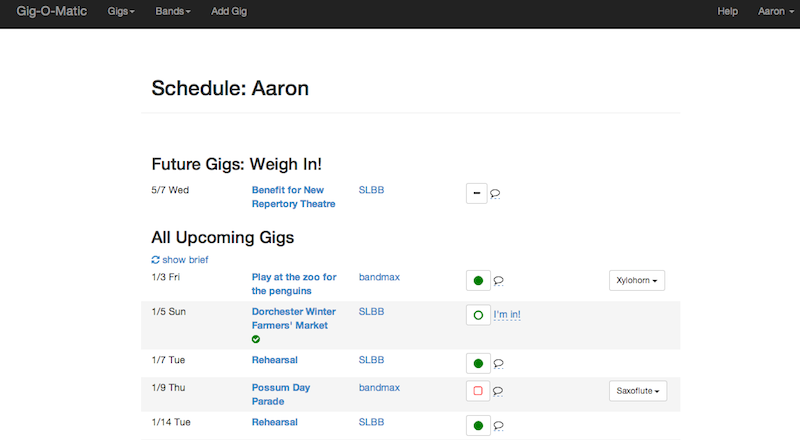 Gig-O-Matic Gigs Bands Add Gig Help Aaron
Schedule: Aaron
Future Gigs: Weigh In!
5/7 Wed Benefit for New SLBB
Repertory Theatre
All Upcoming Gigs
show brief
1/3 Fri Play at the zoo for bandmax Xylohorn
the penguins
1/5 Sun Dorchester Winter SLBB I'm in!
Farmers' Market
1/7 Tue Rehearsal SLBB
1/9 Thu Possum Day bandmax Saxoflute
Parade
1/14 Tue Rehearsal SLBB